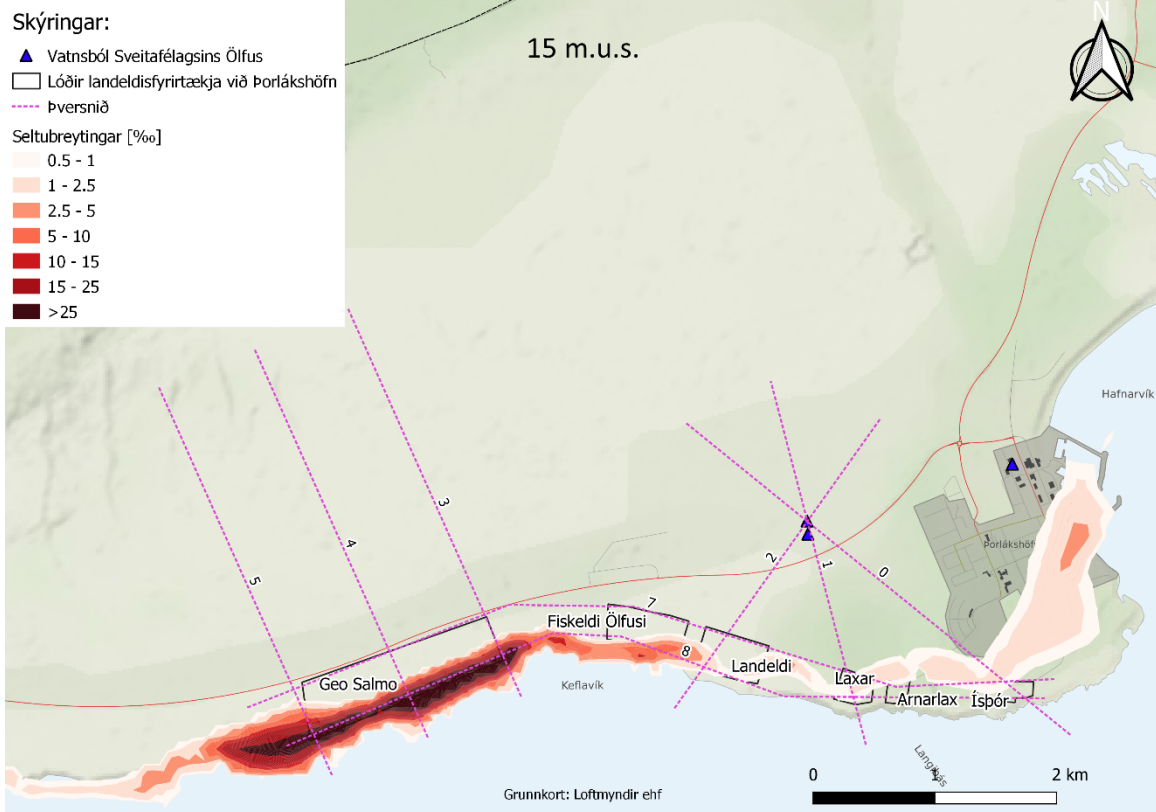 Skýringar:
Vatnsból Sveitafélagsins Ölfus
Lóðir landeldisfyrirtækja við Þorlákshöfn
Þversnið
Seltubreytingar [‰]
0.5 - 1
1 - 2.5
2.5 - 5
5 - 10
10 - 15
15 - 25
>25
15 m.u.s.
N
Hafnarvík
Þorlákshöfn
3
4
5
2
1
0
7
8
Fiskeldi Ölfusi
Geo Salmo
Landeldi
Laxar
Arnarlax
Ísþór
Keflavík
Langibás
0
1
2 km
Grunnkort: Loftmyndir ehf